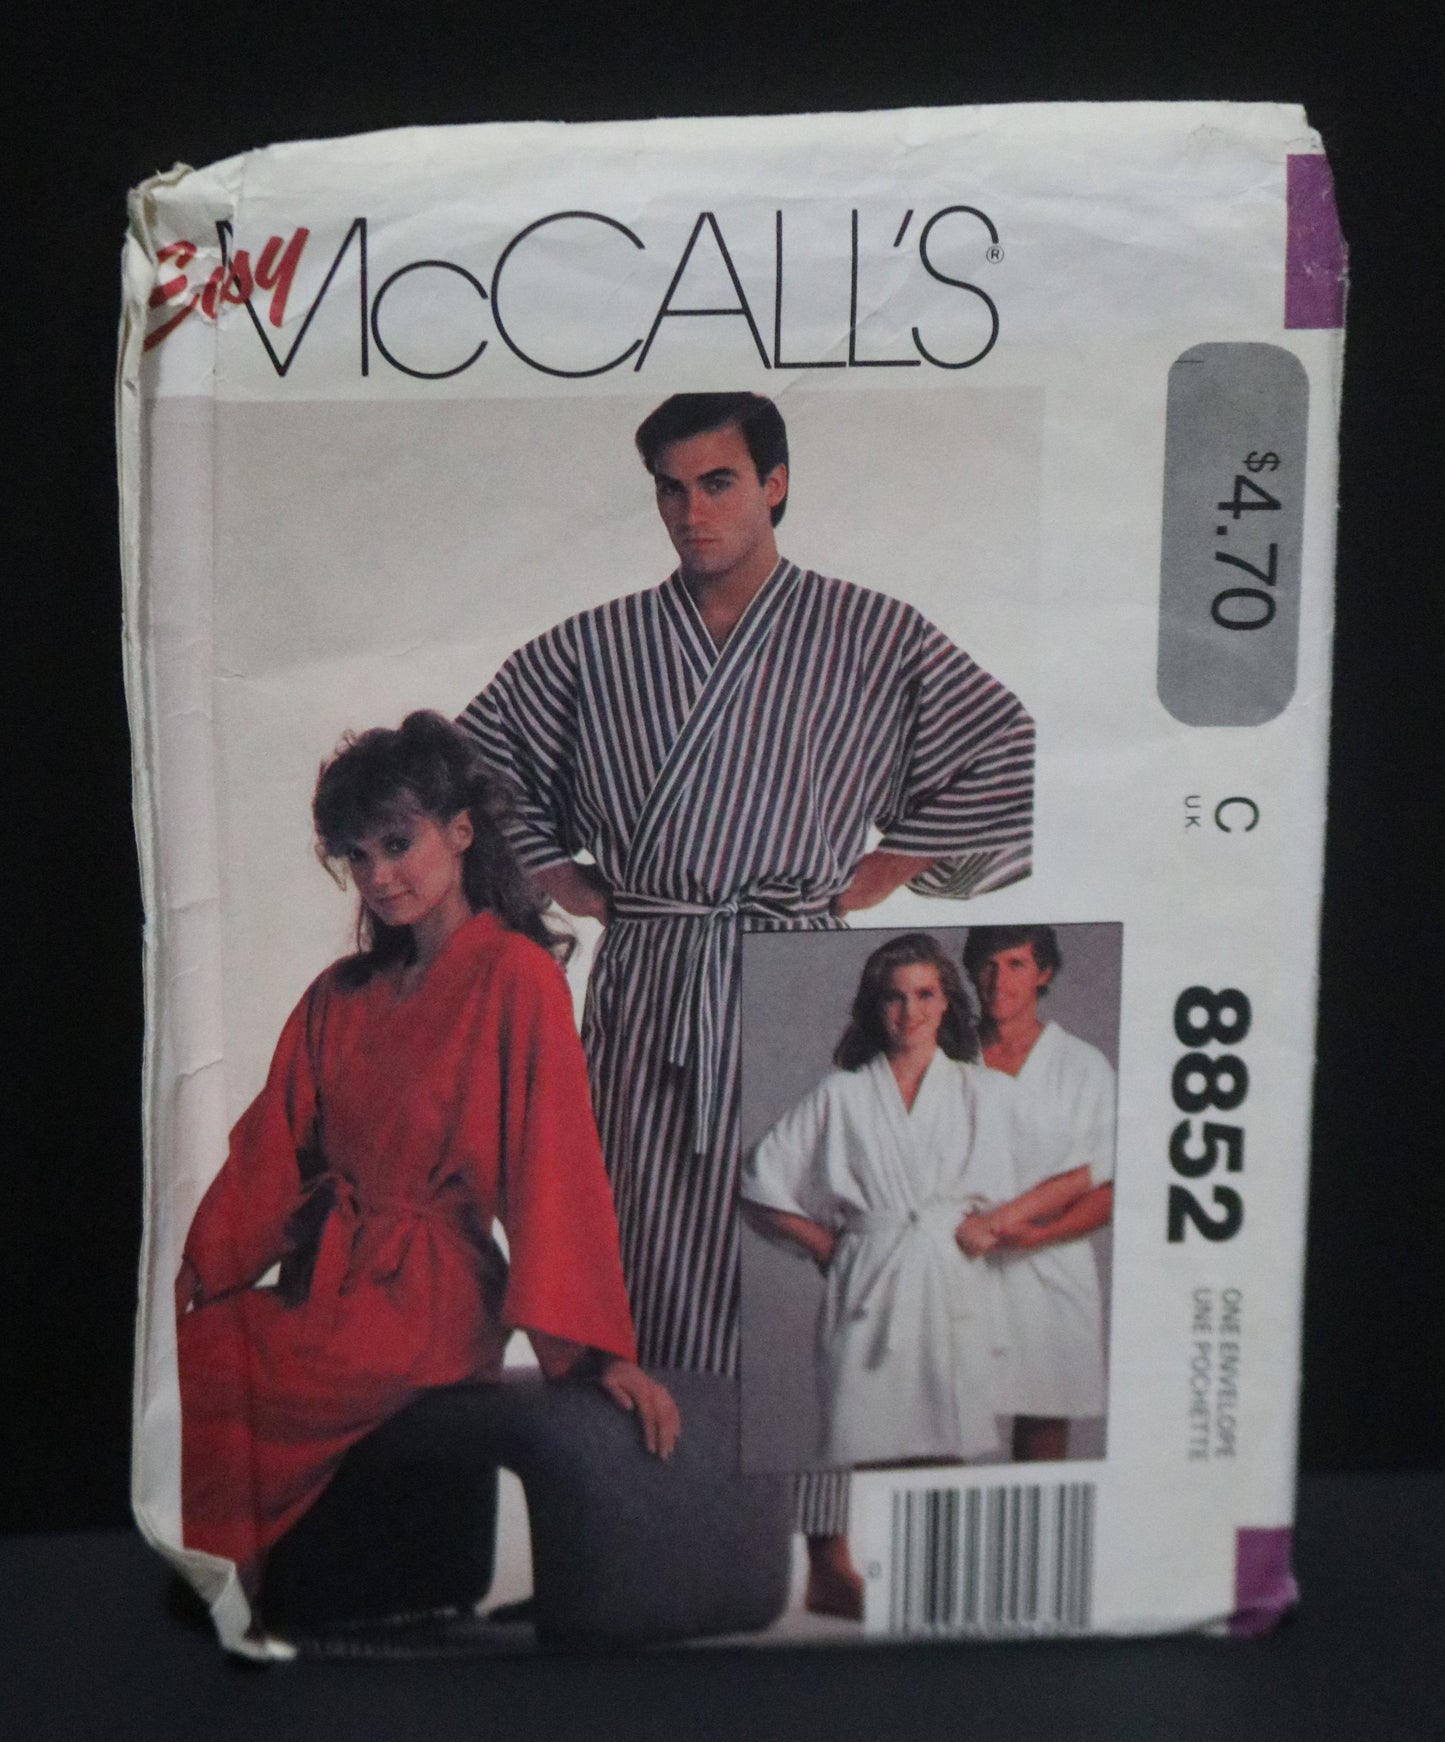 Easy
McCALL'S®
$4.70
C
U.K.
8852
ONE ENVELOPE
UNE POCHETTE